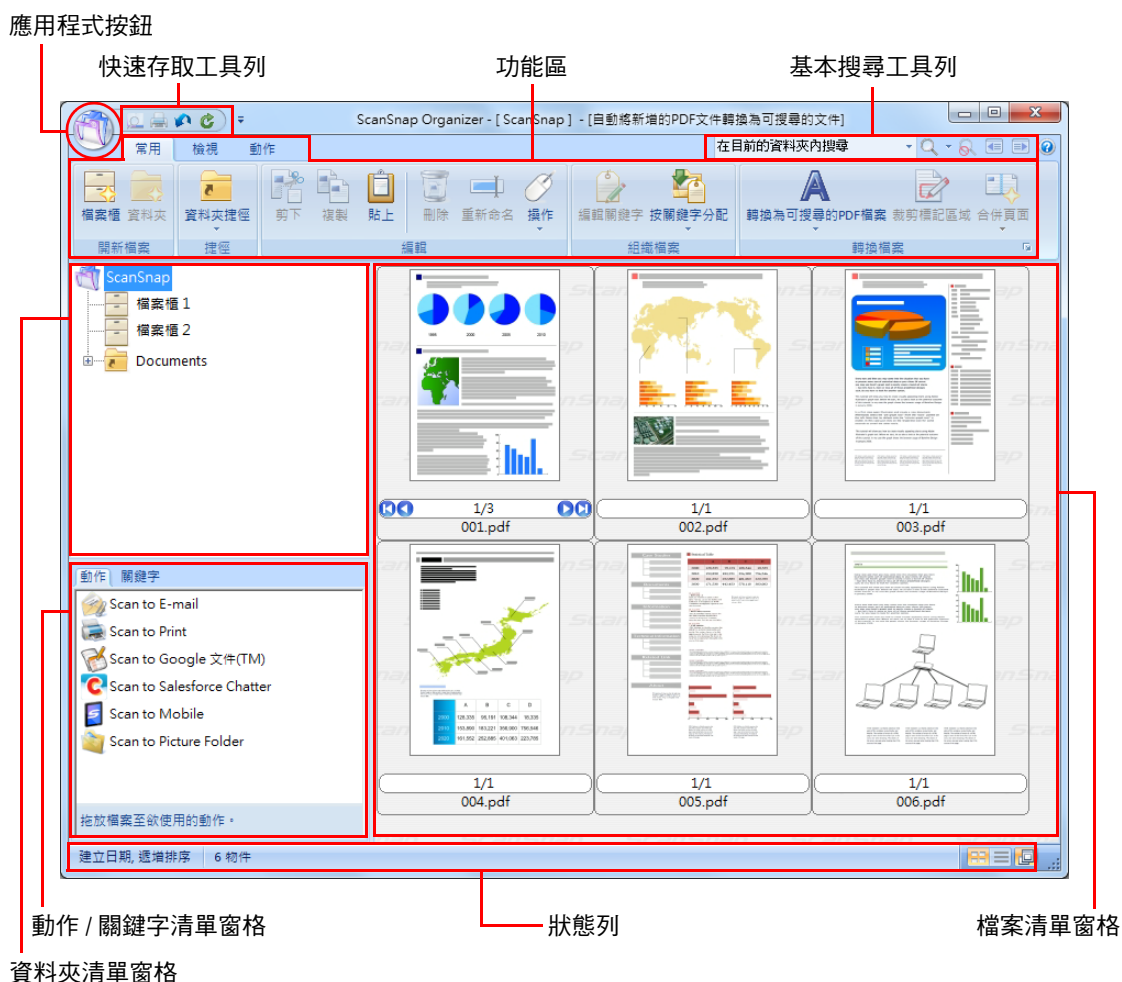 應用程式按鈕
快速存取工具列
功能區
基本搜尋工具列
ScanSnap Organizer - [ ScanSnap ] - [自動將新增的PDF文件轉換為可搜尋的文件]
常用 檢視 動作
在目前的資料夾內搜尋
檔案櫃 資料夾 資料夾捷徑 剪下 複製 貼上 刪除 重新命名 操作 編輯關鍵字 按關鍵字分配 轉換為可搜尋的PDF檔案 裁剪標記區域 合併頁面
開新檔案 捷徑 編輯 組織檔案 轉換檔案
ScanSnap
檔案櫃 1
檔案櫃 2
Documents
1/3
001.pdf
1/1
002.pdf
1/1
003.pdf
動作 關鍵字
Scan to E-mail
Scan to Print
Scan to Google 文件(TM)
Scan to Salesforce Chatter
Scan to Mobile
Scan to Picture Folder
拖放檔案至欲使用的動作。
1/1
004.pdf
1/1
005.pdf
1/1
006.pdf
建立日期, 遞增排序 6 物件
動作 / 關鍵字清單窗格
狀態列
檔案清單窗格
資料夾清單窗格